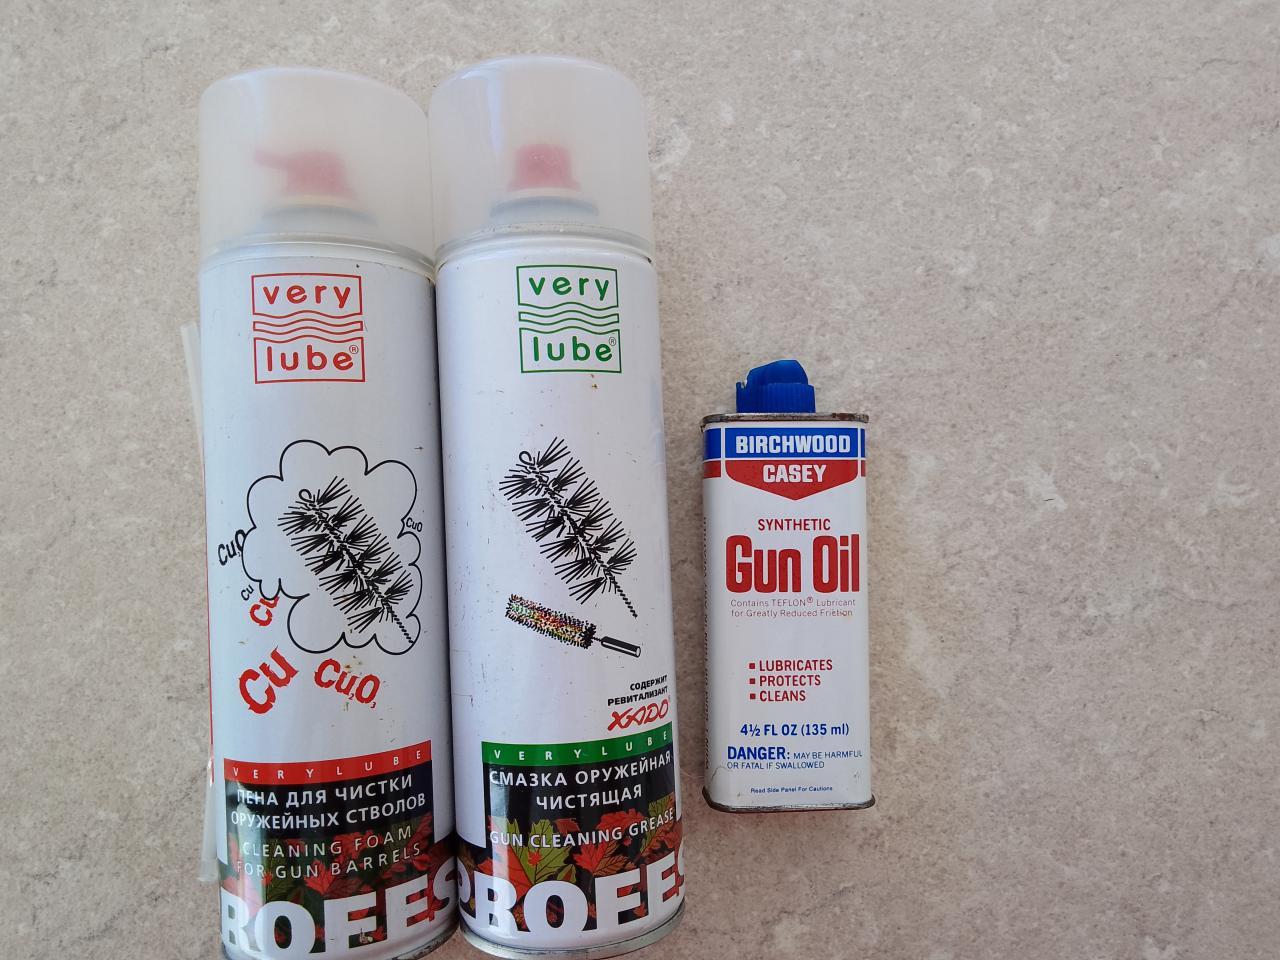 very
lube®
CuO
Cu
Cu
CuO
Cu
Cu₂O₃
VERYLUBE
ПЕНА ДЛЯ ЧИСТКИ
ОРУЖЕЙНЫХ СТВОЛОВ
CLEANING FOAM
FOR GUN BARRELS
ROFES
very
lube®
СОДЕРЖИТ
РЕВИТАЛИЗАНТ
XADO®
VERYLUBE
СМАЗКА ОРУЖЕЙНАЯ
ЧИСТЯЩАЯ
GUN CLEANING GREASE
PROFES
BIRCHWOOD
CASEY
SYNTHETIC
Gun Oil
Contains TEFLON® Lubricant
for Greatly Reduced Friction
▪ LUBRICATES
▪ PROTECTS
▪ CLEANS
4½ FL OZ (135 ml)
DANGER: MAY BE HARMFUL
OR FATAL IF SWALLOWED
Read Side Panel For Cautions